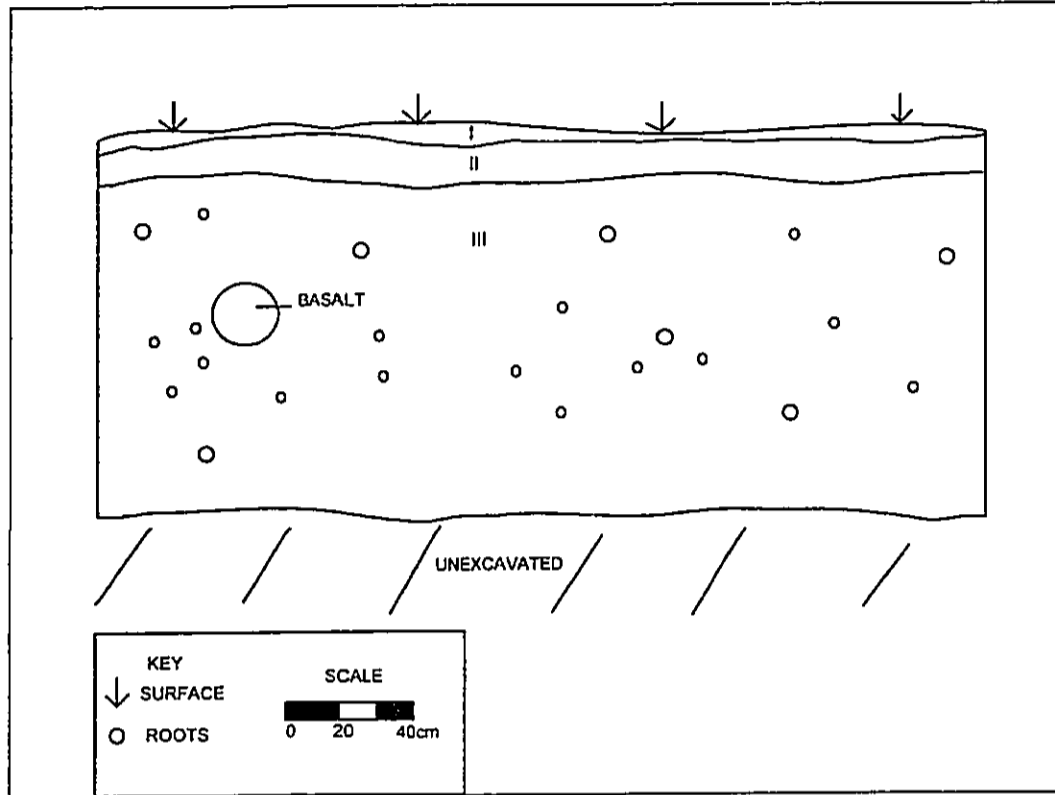 I
II
III
BASALT
UNEXCAVATED
KEY
SURFACE
ROOTS
SCALE
0 20 40cm